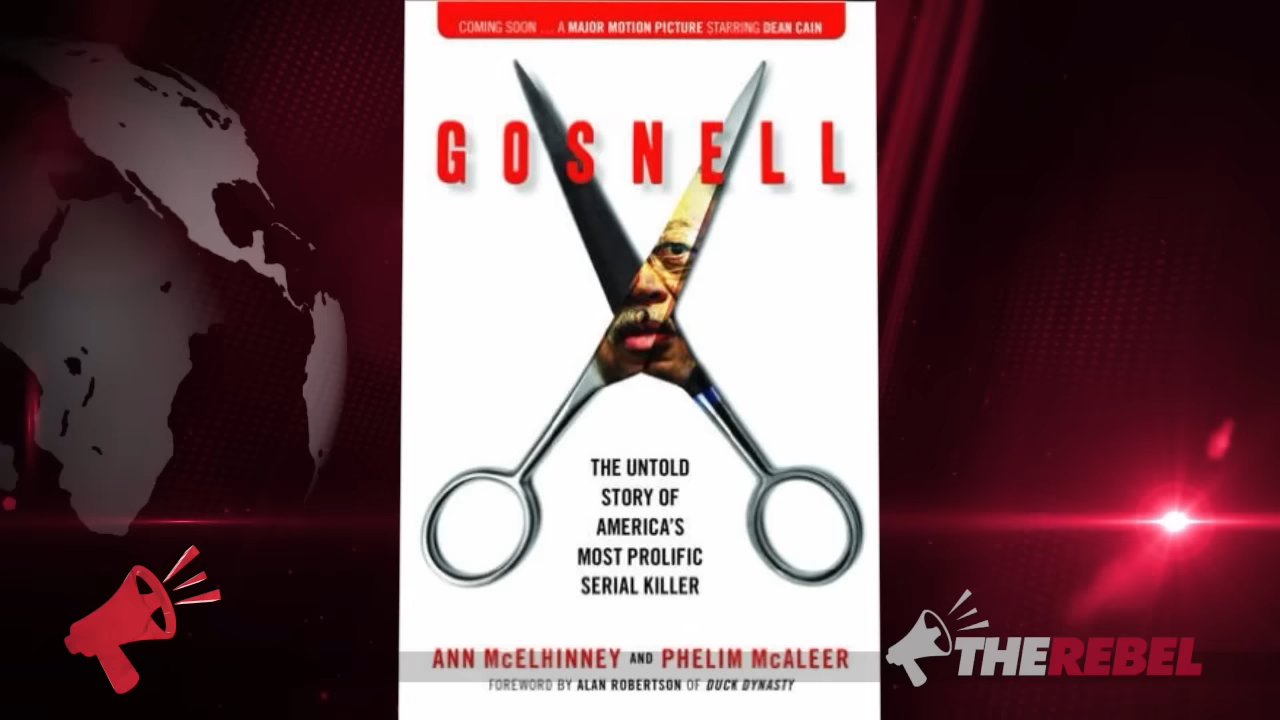 COMING SOON .... A MAJOR MOTION PICTURE STARRING DEAN CAIN
GOSNELL
THE UNTOLD
STORY OF
AMERICA'S
MOST PROLIFIC
SERIAL KILLER
ANN McELHINNEY AND PHELIM McALEER
FOREWORD BY ALAN ROBERTSON OF DUCK DYNASTY
THEREBEL